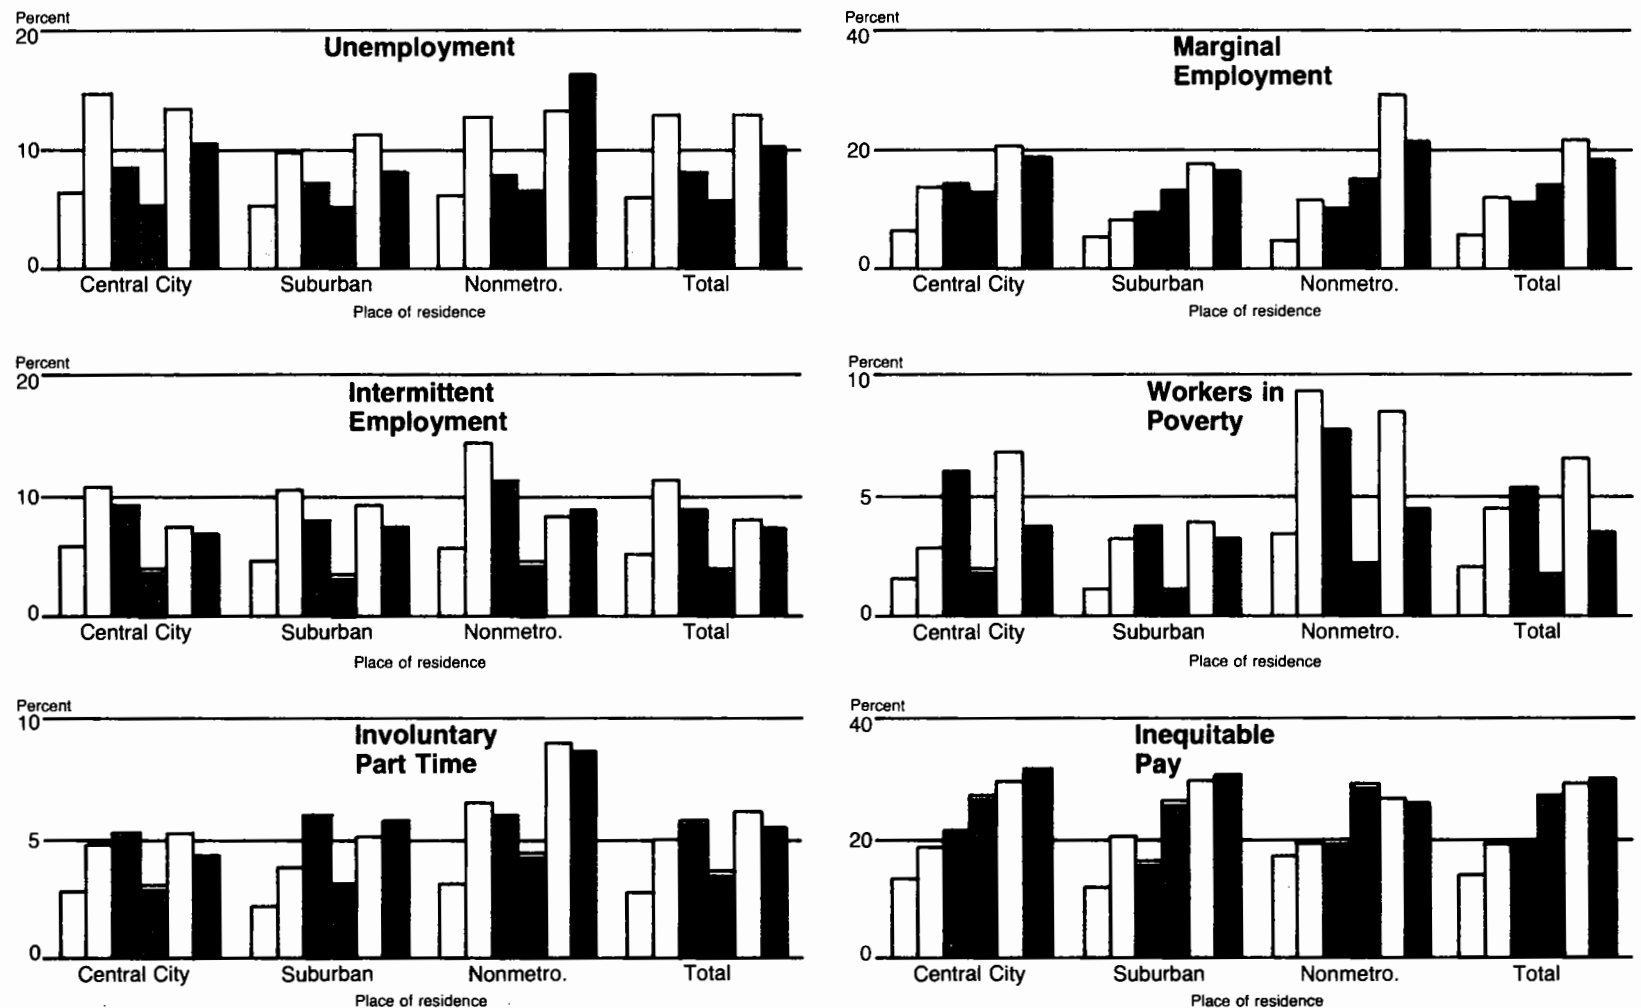 Percent
20
Unemployment
10
0
Central City Suburban Nonmetro. Total
Place of residence
Percent
40
Marginal
Employment
20
0
Central City Suburban Nonmetro. Total
Place of residence
Percent
20
Intermittent
Employment
10
0
Central City Suburban Nonmetro. Total
Place of residence
Percent
10
Workers in
Poverty
5
0
Central City Suburban Nonmetro. Total
Place of residence
Percent
10
Involuntary
Part Time
5
0
Central City Suburban Nonmetro. Total
Place of residence
Percent
40
Inequitable
Pay
20
0
Central City Suburban Nonmetro. Total
Place of residence